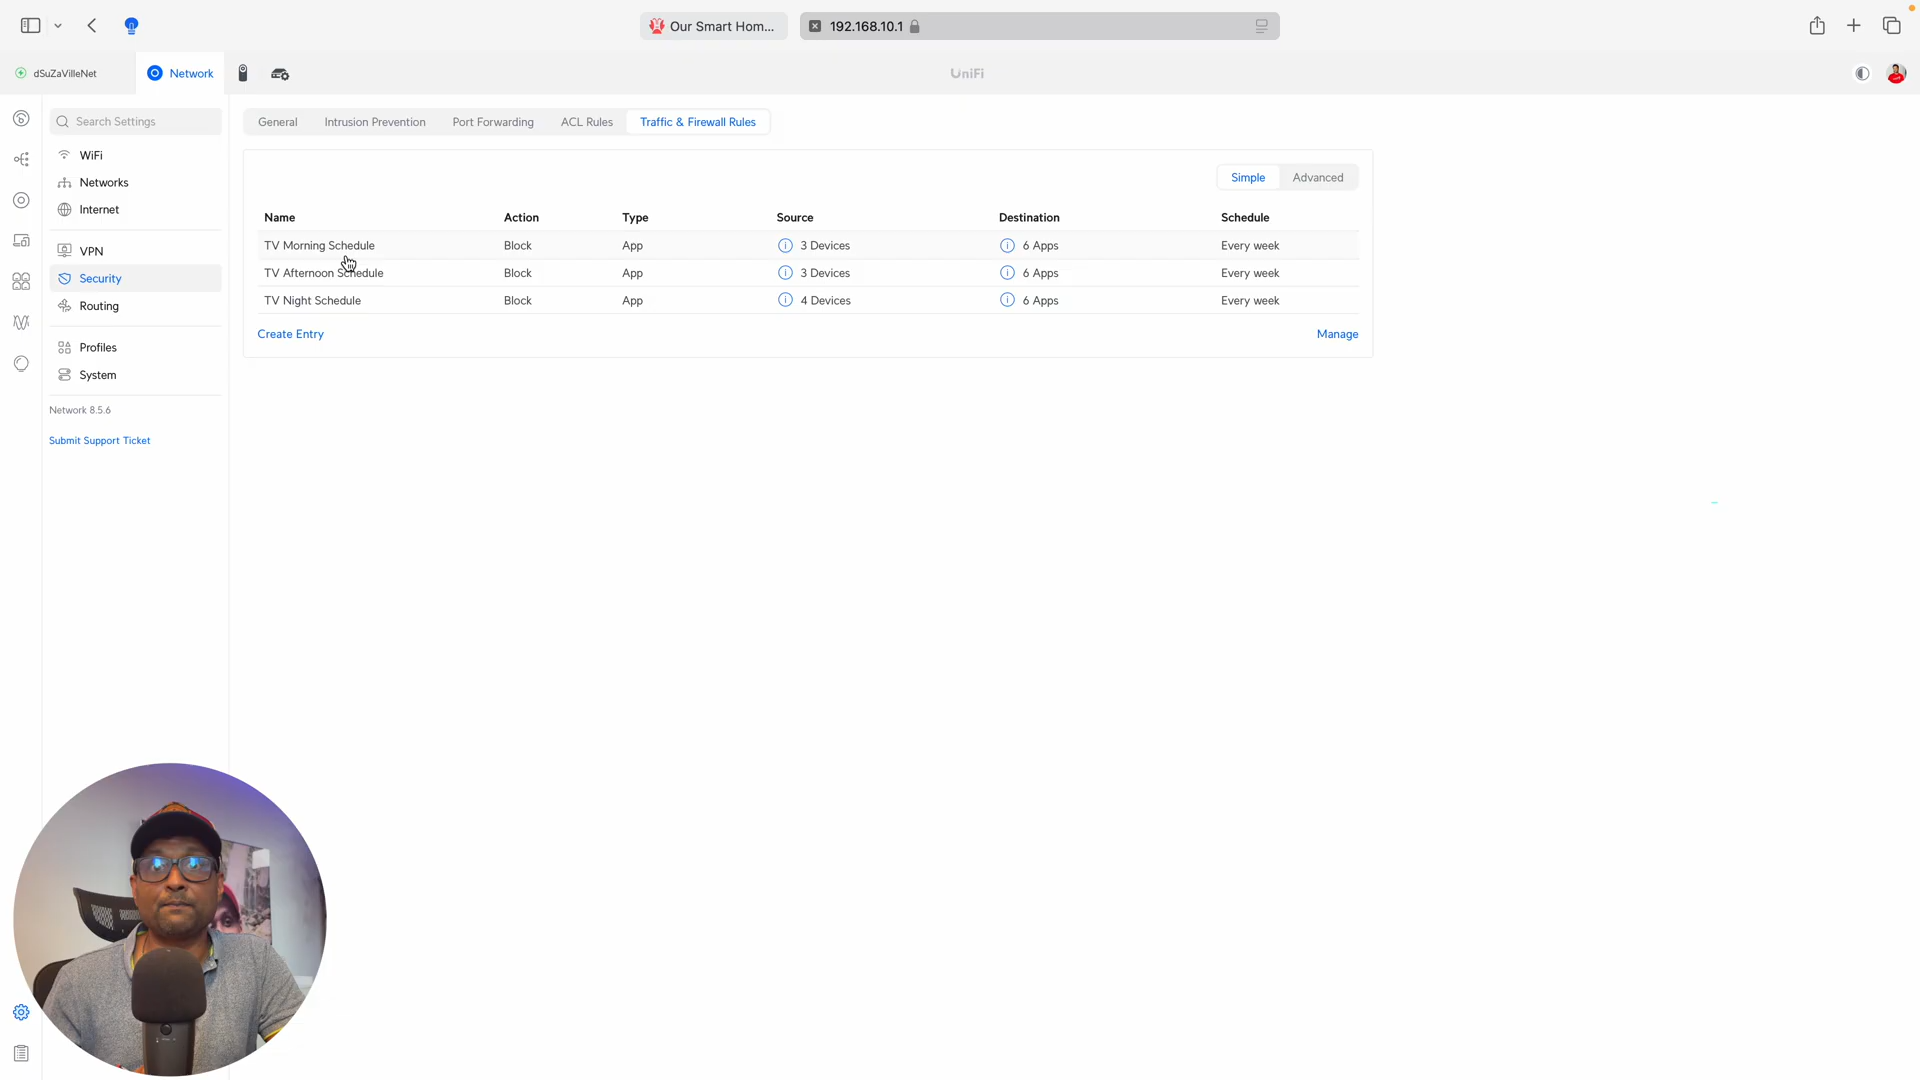 Our Smart Hom...
192.168.10.1
dSuZaVilleNet
Network
UniFi
Search Settings
WiFi
Networks
Internet
VPN
Security
Routing
Profiles
System
Network 8.5.6
Submit Support Ticket
General
Intrusion Prevention
Port Forwarding
ACL Rules
Traffic & Firewall Rules
Simple
Advanced
Name Action Type Source Destination Schedule
TV Morning Schedule Block App 3 Devices 6 Apps Every week
TV Afternoon Schedule Block App 3 Devices 6 Apps Every week
TV Night Schedule Block App 4 Devices 6 Apps Every week
Create Entry
Manage